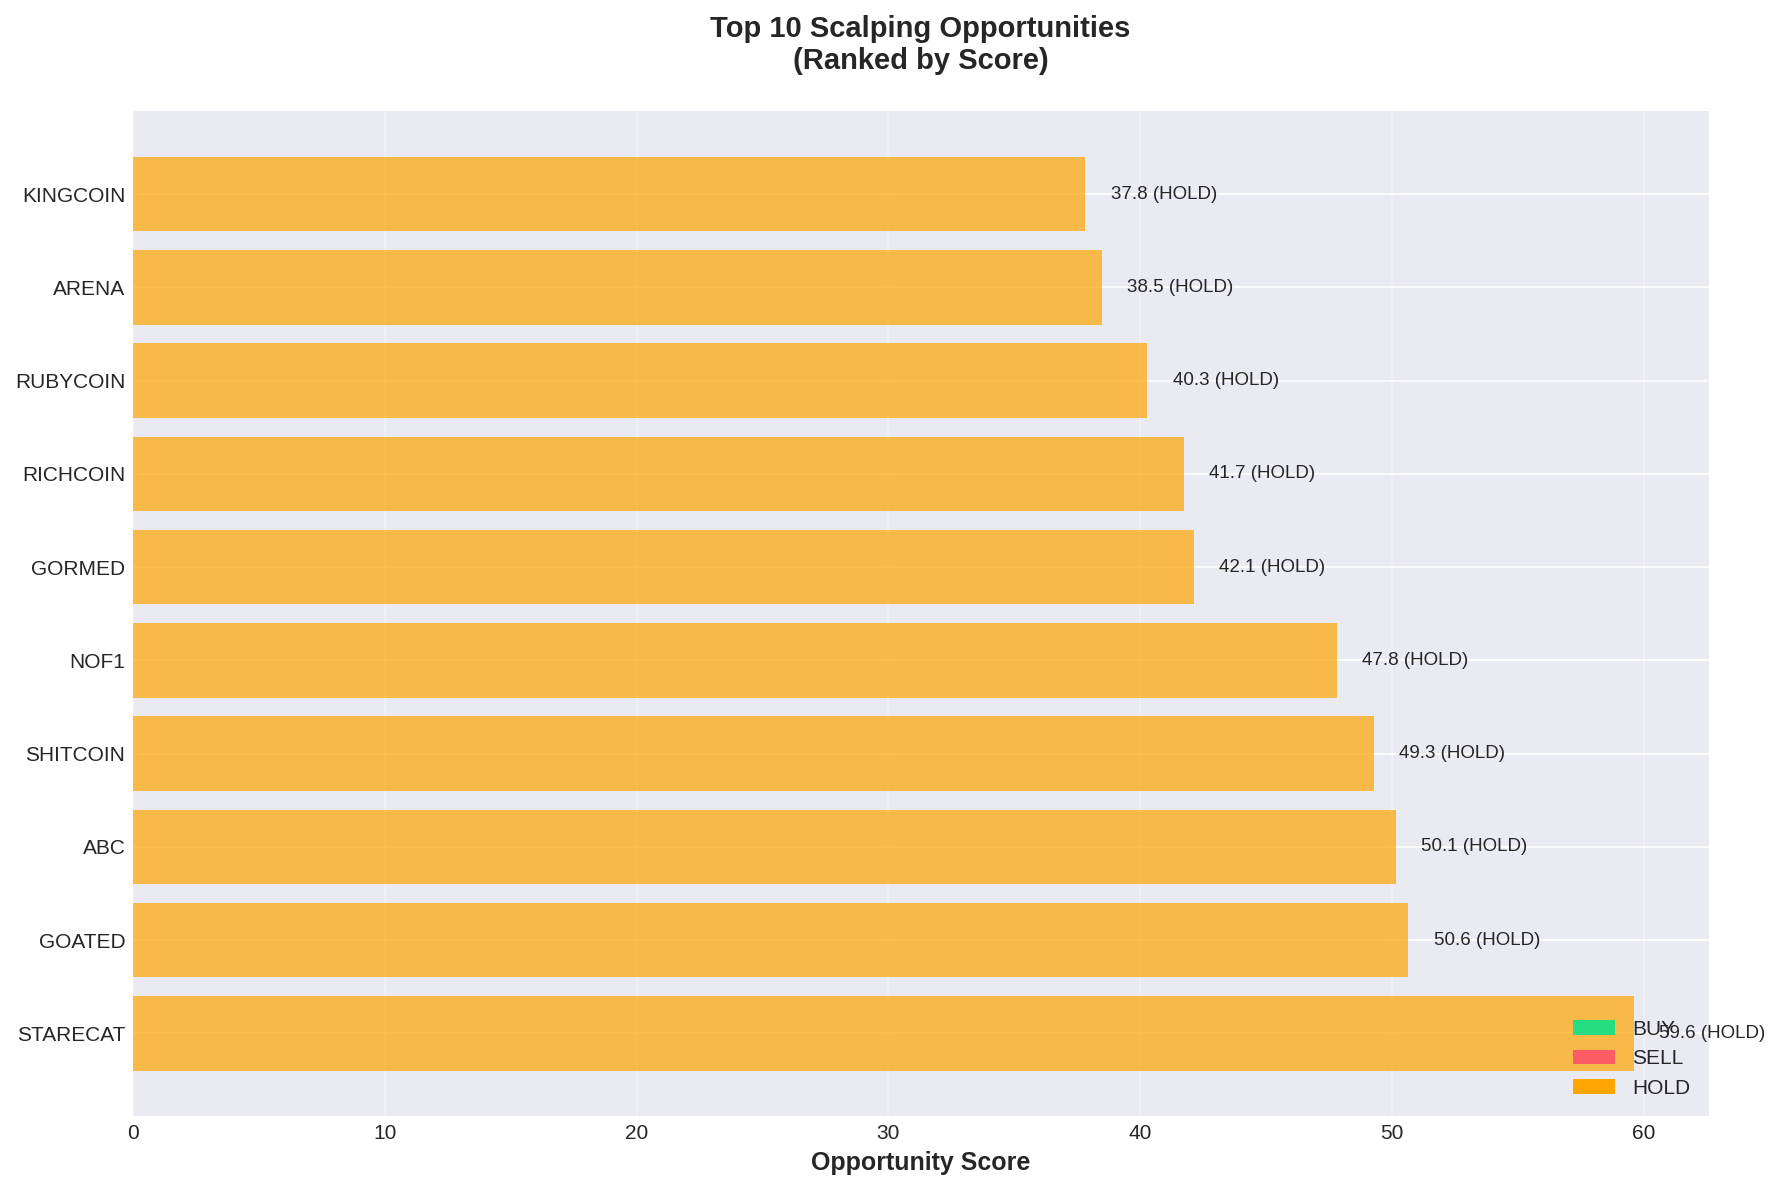 Top 10 Scalping Opportunities
(Ranked by Score)
KINGCOIN
37.8 (HOLD)
ARENA
38.5 (HOLD)
RUBYCOIN
40.3 (HOLD)
RICHCOIN
41.7 (HOLD)
GORMED
42.1 (HOLD)
NOF1
47.8 (HOLD)
SHITCOIN
49.3 (HOLD)
ABC
50.1 (HOLD)
GOATED
50.6 (HOLD)
STARECAT
59.6 (HOLD)
BUY
SELL
HOLD
0 10 20 30 40 50 60
Opportunity Score